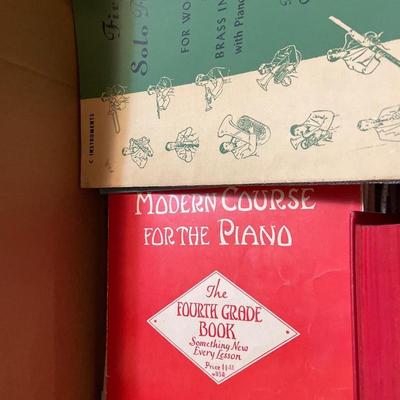 Solo
FOR WO
BRASS IN
with Piano
C INSTRUMENTS
MODERN COURSE
FOR THE PIANO
The
FOURTH GRADE
BOOK
Something New
Every Lesson